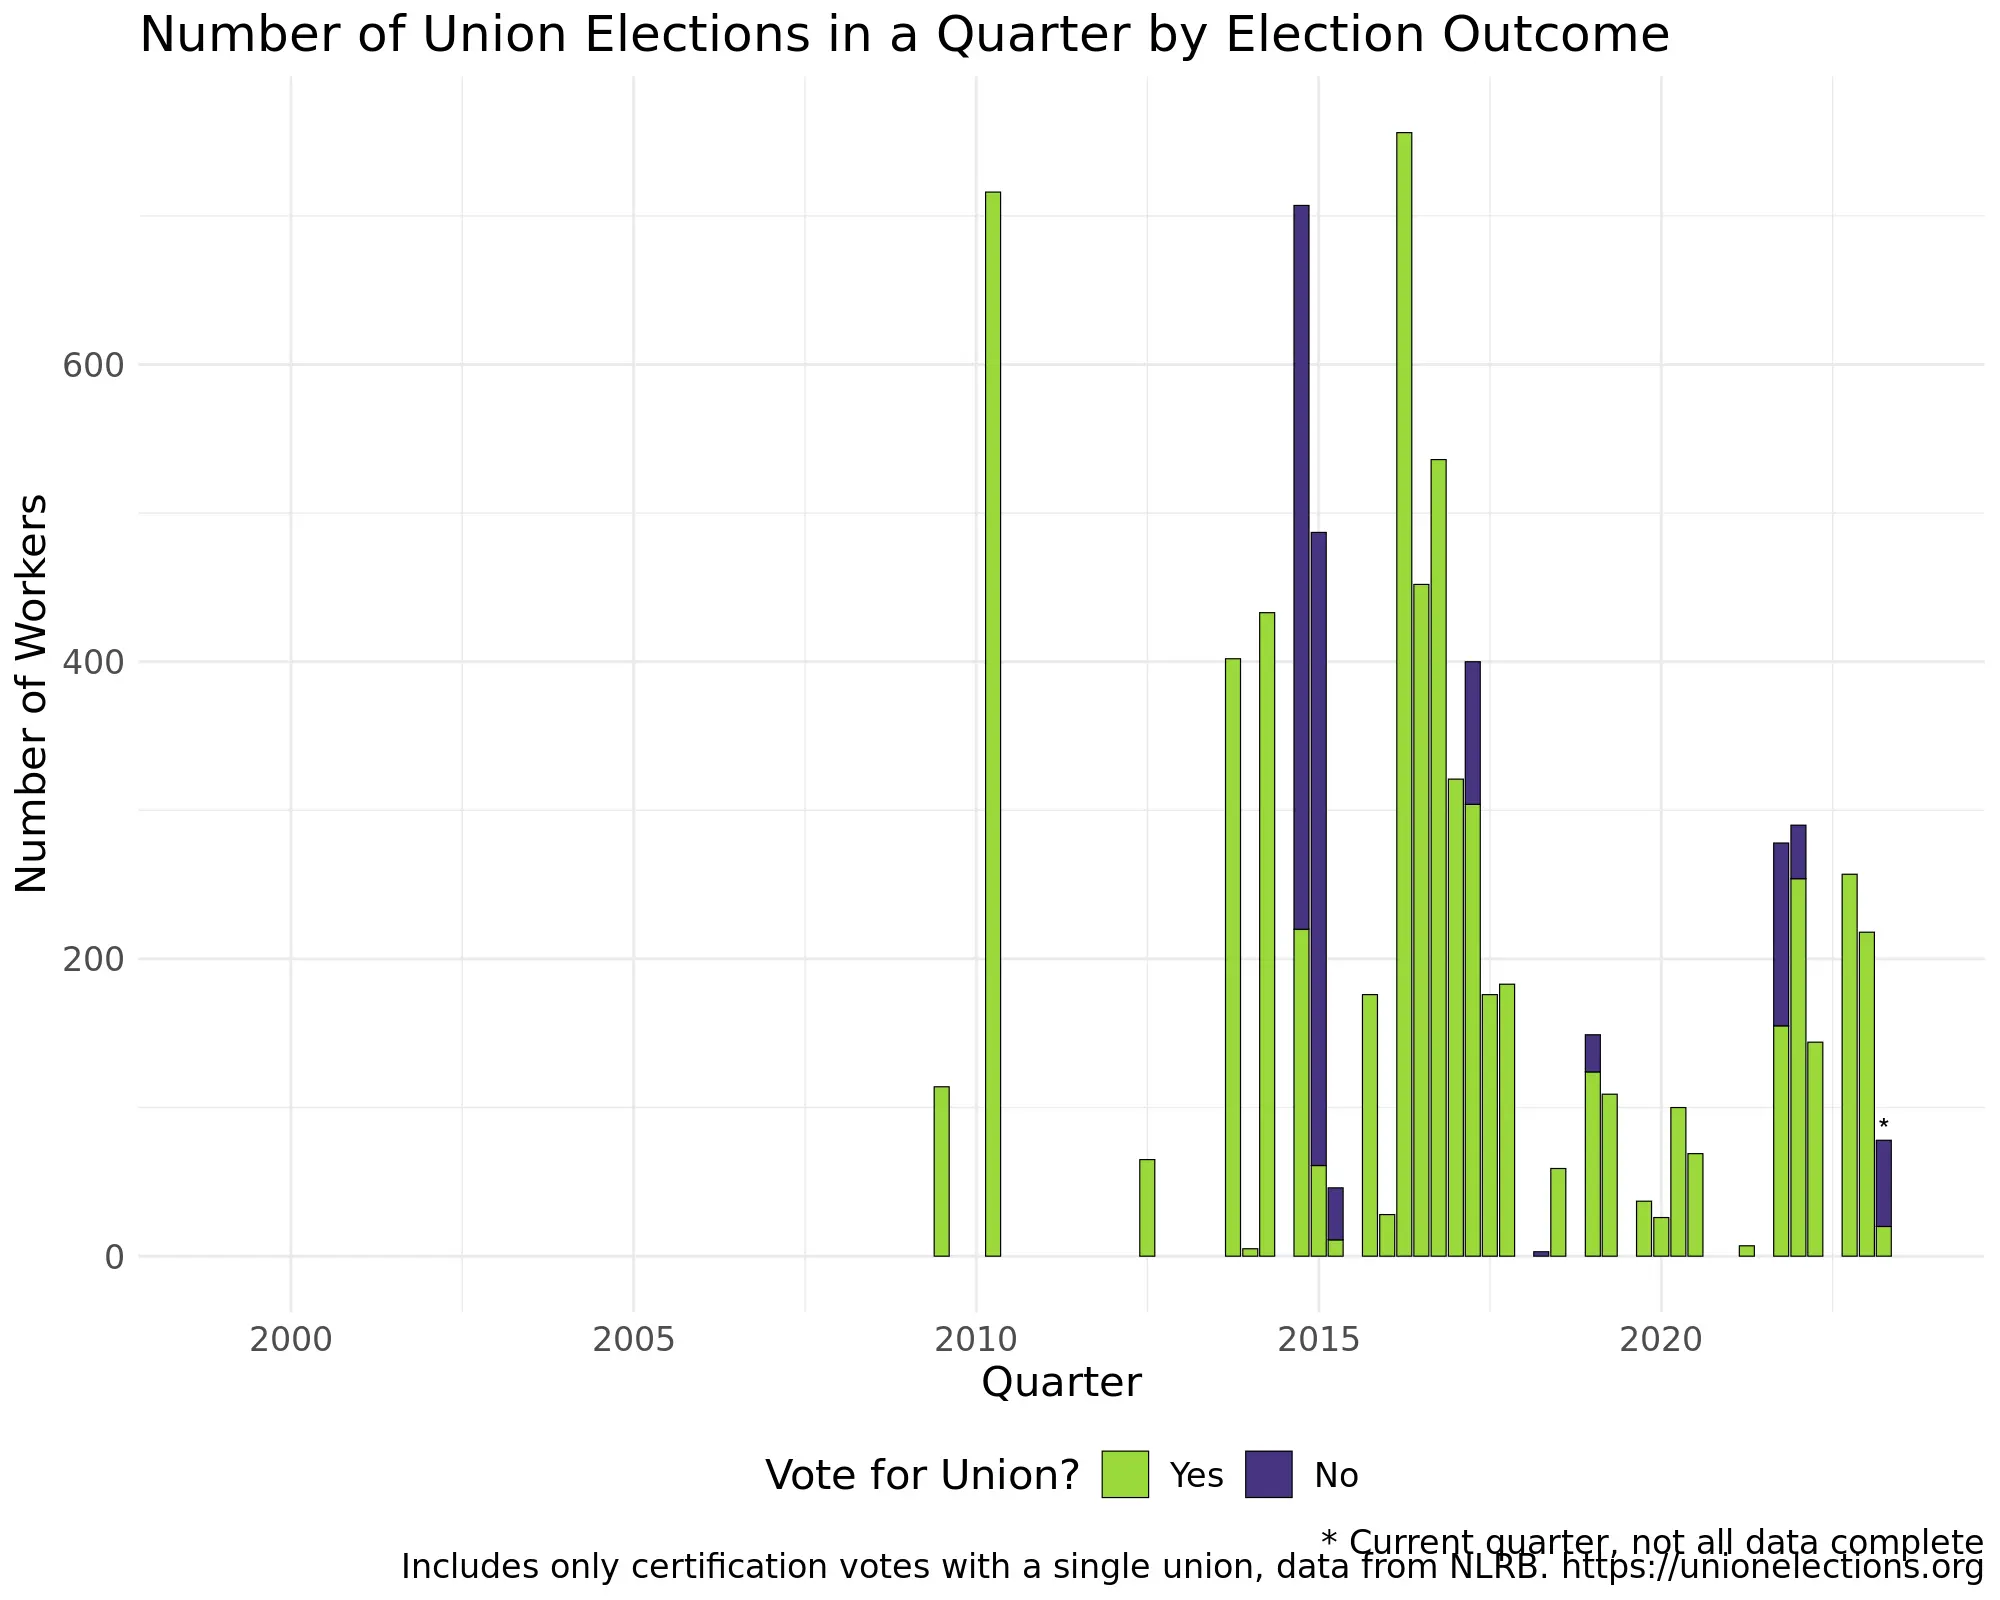 Number of Union Elections in a Quarter by Election Outcome
Number of Workers
600
400
200
0
*
2000 2005 2010 2015 2020
Quarter
Vote for Union? Yes No
* Current quarter, not all data complete
Includes only certification votes with a single union, data from NLRB. https://unionelections.org